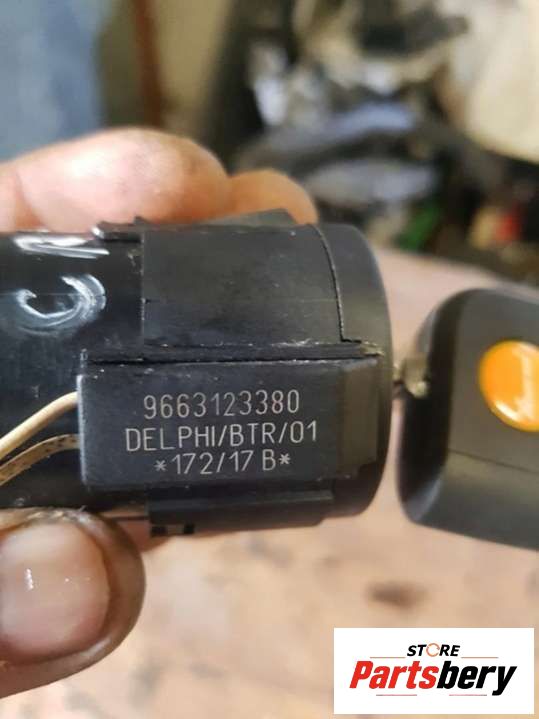 C
9663123380
DELPHI/BTR/01
*172/17 B*
STORE
Partsbery